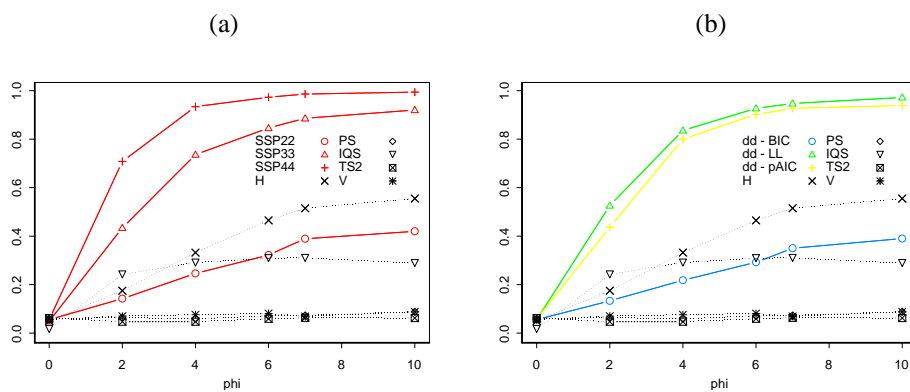 (a)
(b)
1.0
0.8
0.6
0.4
0.2
0.0
SSP22 PS
SSP33 IQS
SSP44 TS2
H V
0 2 4 6 8 10
phi
1.0
0.8
0.6
0.4
0.2
0.0
dd - BIC PS
dd - LL IQS
dd - pAIC TS2
H V
0 2 4 6 8 10
phi